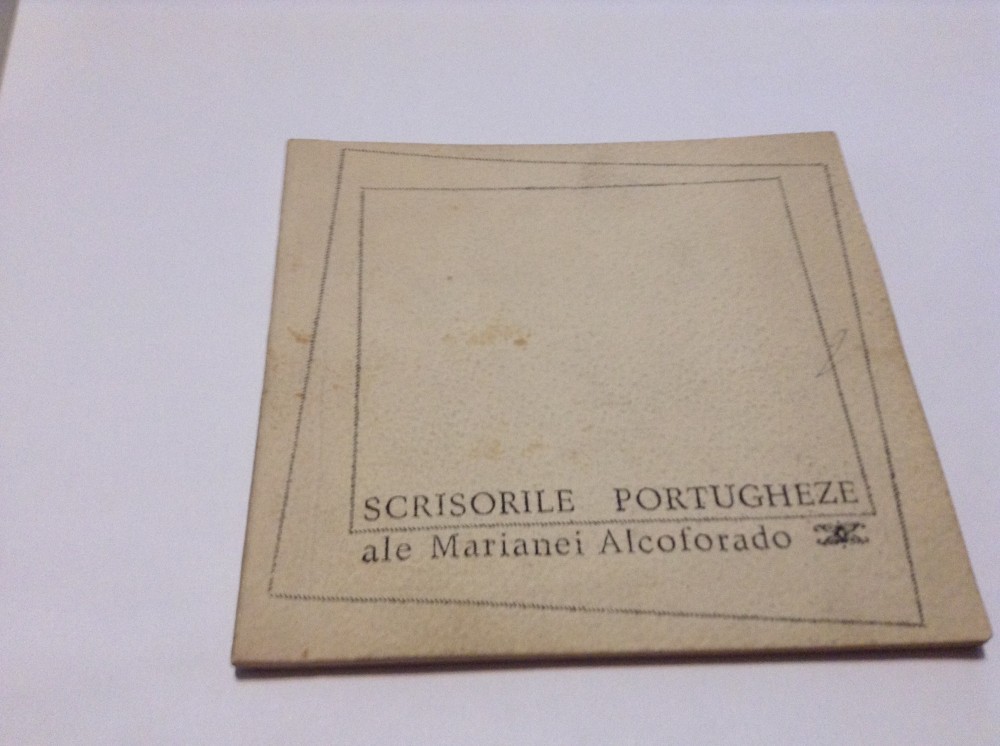 SCRISORILE PORTUGHEZE
ale Marianei Alcoforado